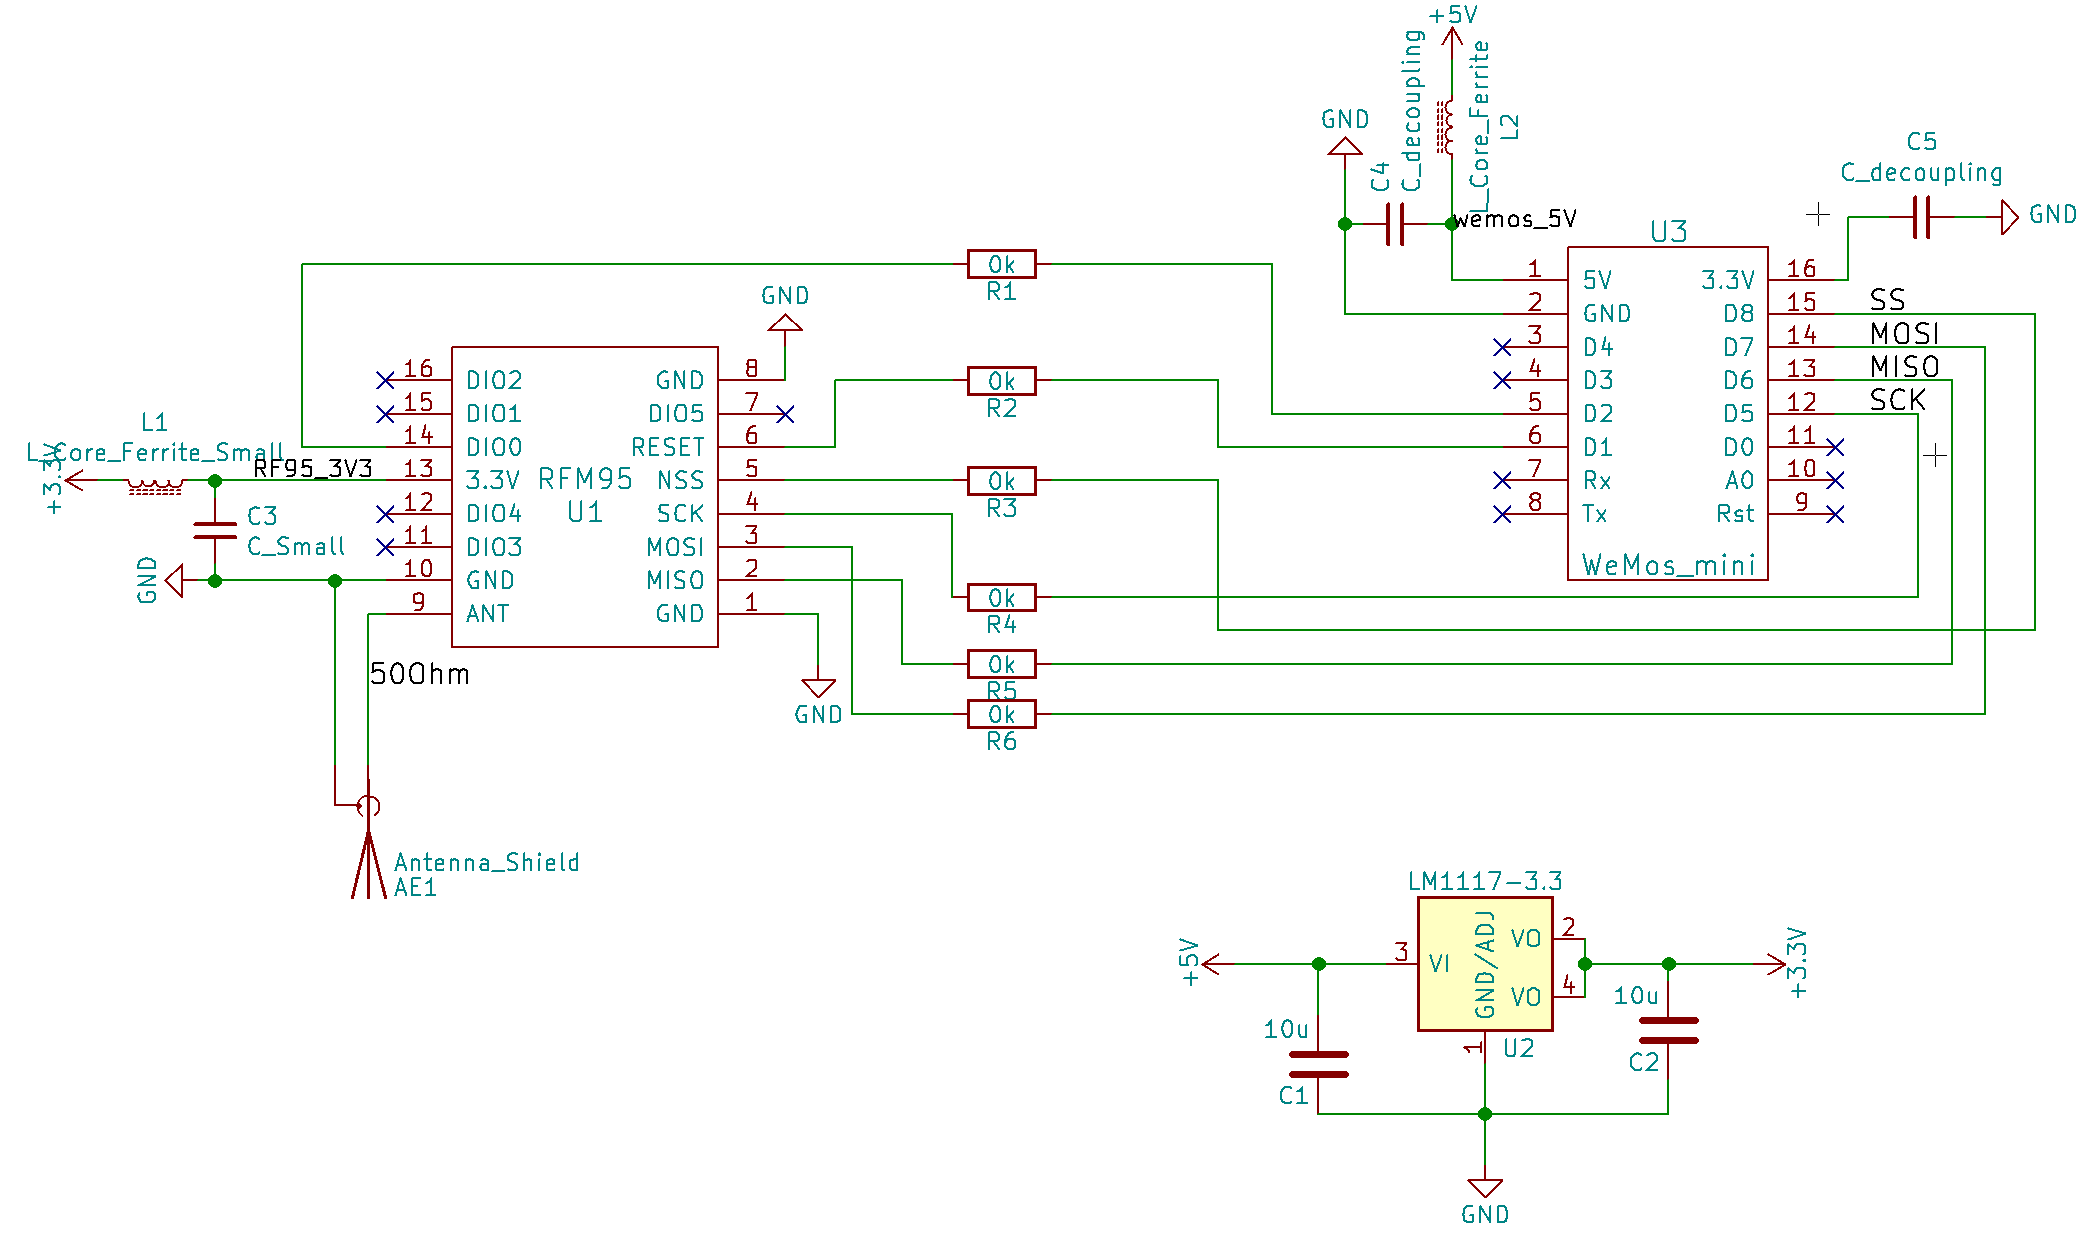 +5V
C_decoupling
C4
L_Core_Ferrite
L2
GND
wemos_5V
C5
C_decoupling
GND
U3
1 5V 3.3V 16
2 GND D8 15 SS
3 D4 D7 14 MOSI
4 D3 D6 13 MISO
5 D2 D5 12 SCK
6 D1 D0 11
7 Rx A0 10
8 Tx Rst 9
WeMos_mini
0k
R1
0k
R2
0k
R3
0k
R4
0k
R5
0k
R6
GND
16 DIO2 GND 8
15 DIO1 DIO5 7
14 DIO0 RESET 6
13 3.3V RFM95 NSS 5
12 DIO4 U1 SCK 4
11 DIO3 MOSI 3
10 GND MISO 2
9 ANT GND 1
L1
L_Core_Ferrite_Small
+3.3V
RF95_3V3
C3
C_Small
GND
50Ohm
GND
Antenna_Shield
AE1
LM1117-3.3
+5V
3 VI
GND/ADJ
VO 2
VO 4
1
U2
+3.3V
10u
C1
10u
C2
GND